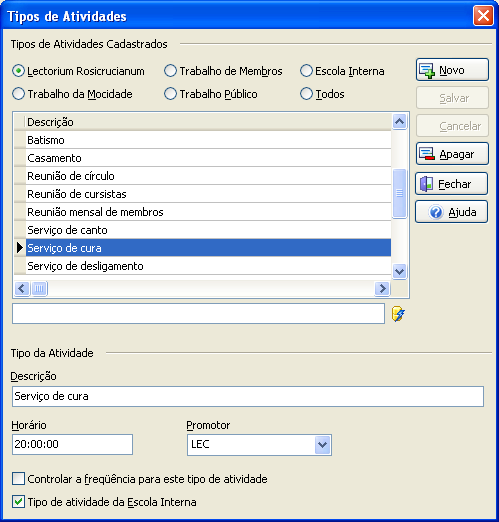 Tipos de Atividades
Tipos de Atividades Cadastrados
Lectorium Rosicrucianum Trabalho de Membros Escola Interna
Trabalho da Mocidade Trabalho Público Todos
Novo
Salvar
Cancelar
Apagar
Fechar
Ajuda
Descrição
Batismo
Casamento
Reunião de círculo
Reunião de cursistas
Reunião mensal de membros
Serviço de canto
Serviço de cura
Serviço de desligamento
Tipo da Atividade
Descrição
Serviço de cura
Horário Promotor
20:00:00 LEC
Controlar a freqüência para este tipo de atividade
Tipo de atividade da Escola Interna